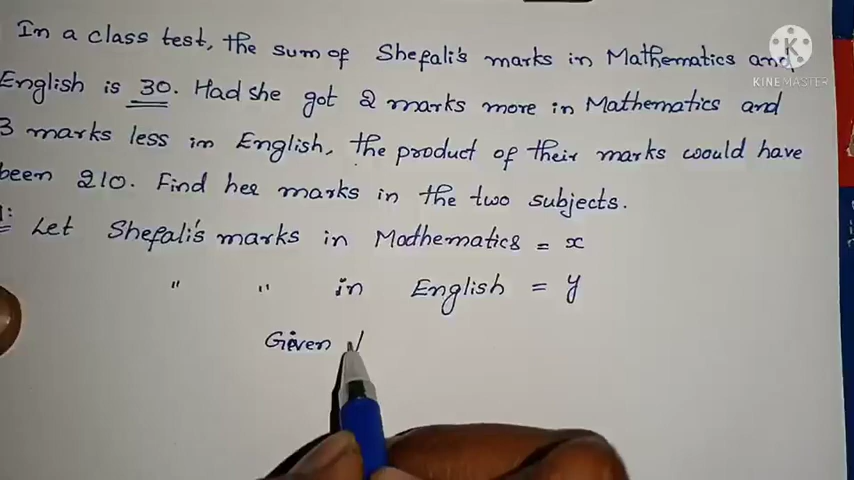 In a class test, the sum of Shefali's marks in Mathematics and
English is 30. Had she got 2 marks more in Mathematics and
3 marks less in English, the product of their marks would have
been 210. Find her marks in the two subjects.
Let Shefali's marks in Mathematics = x
" " in English = y
Given
KINEMASTER